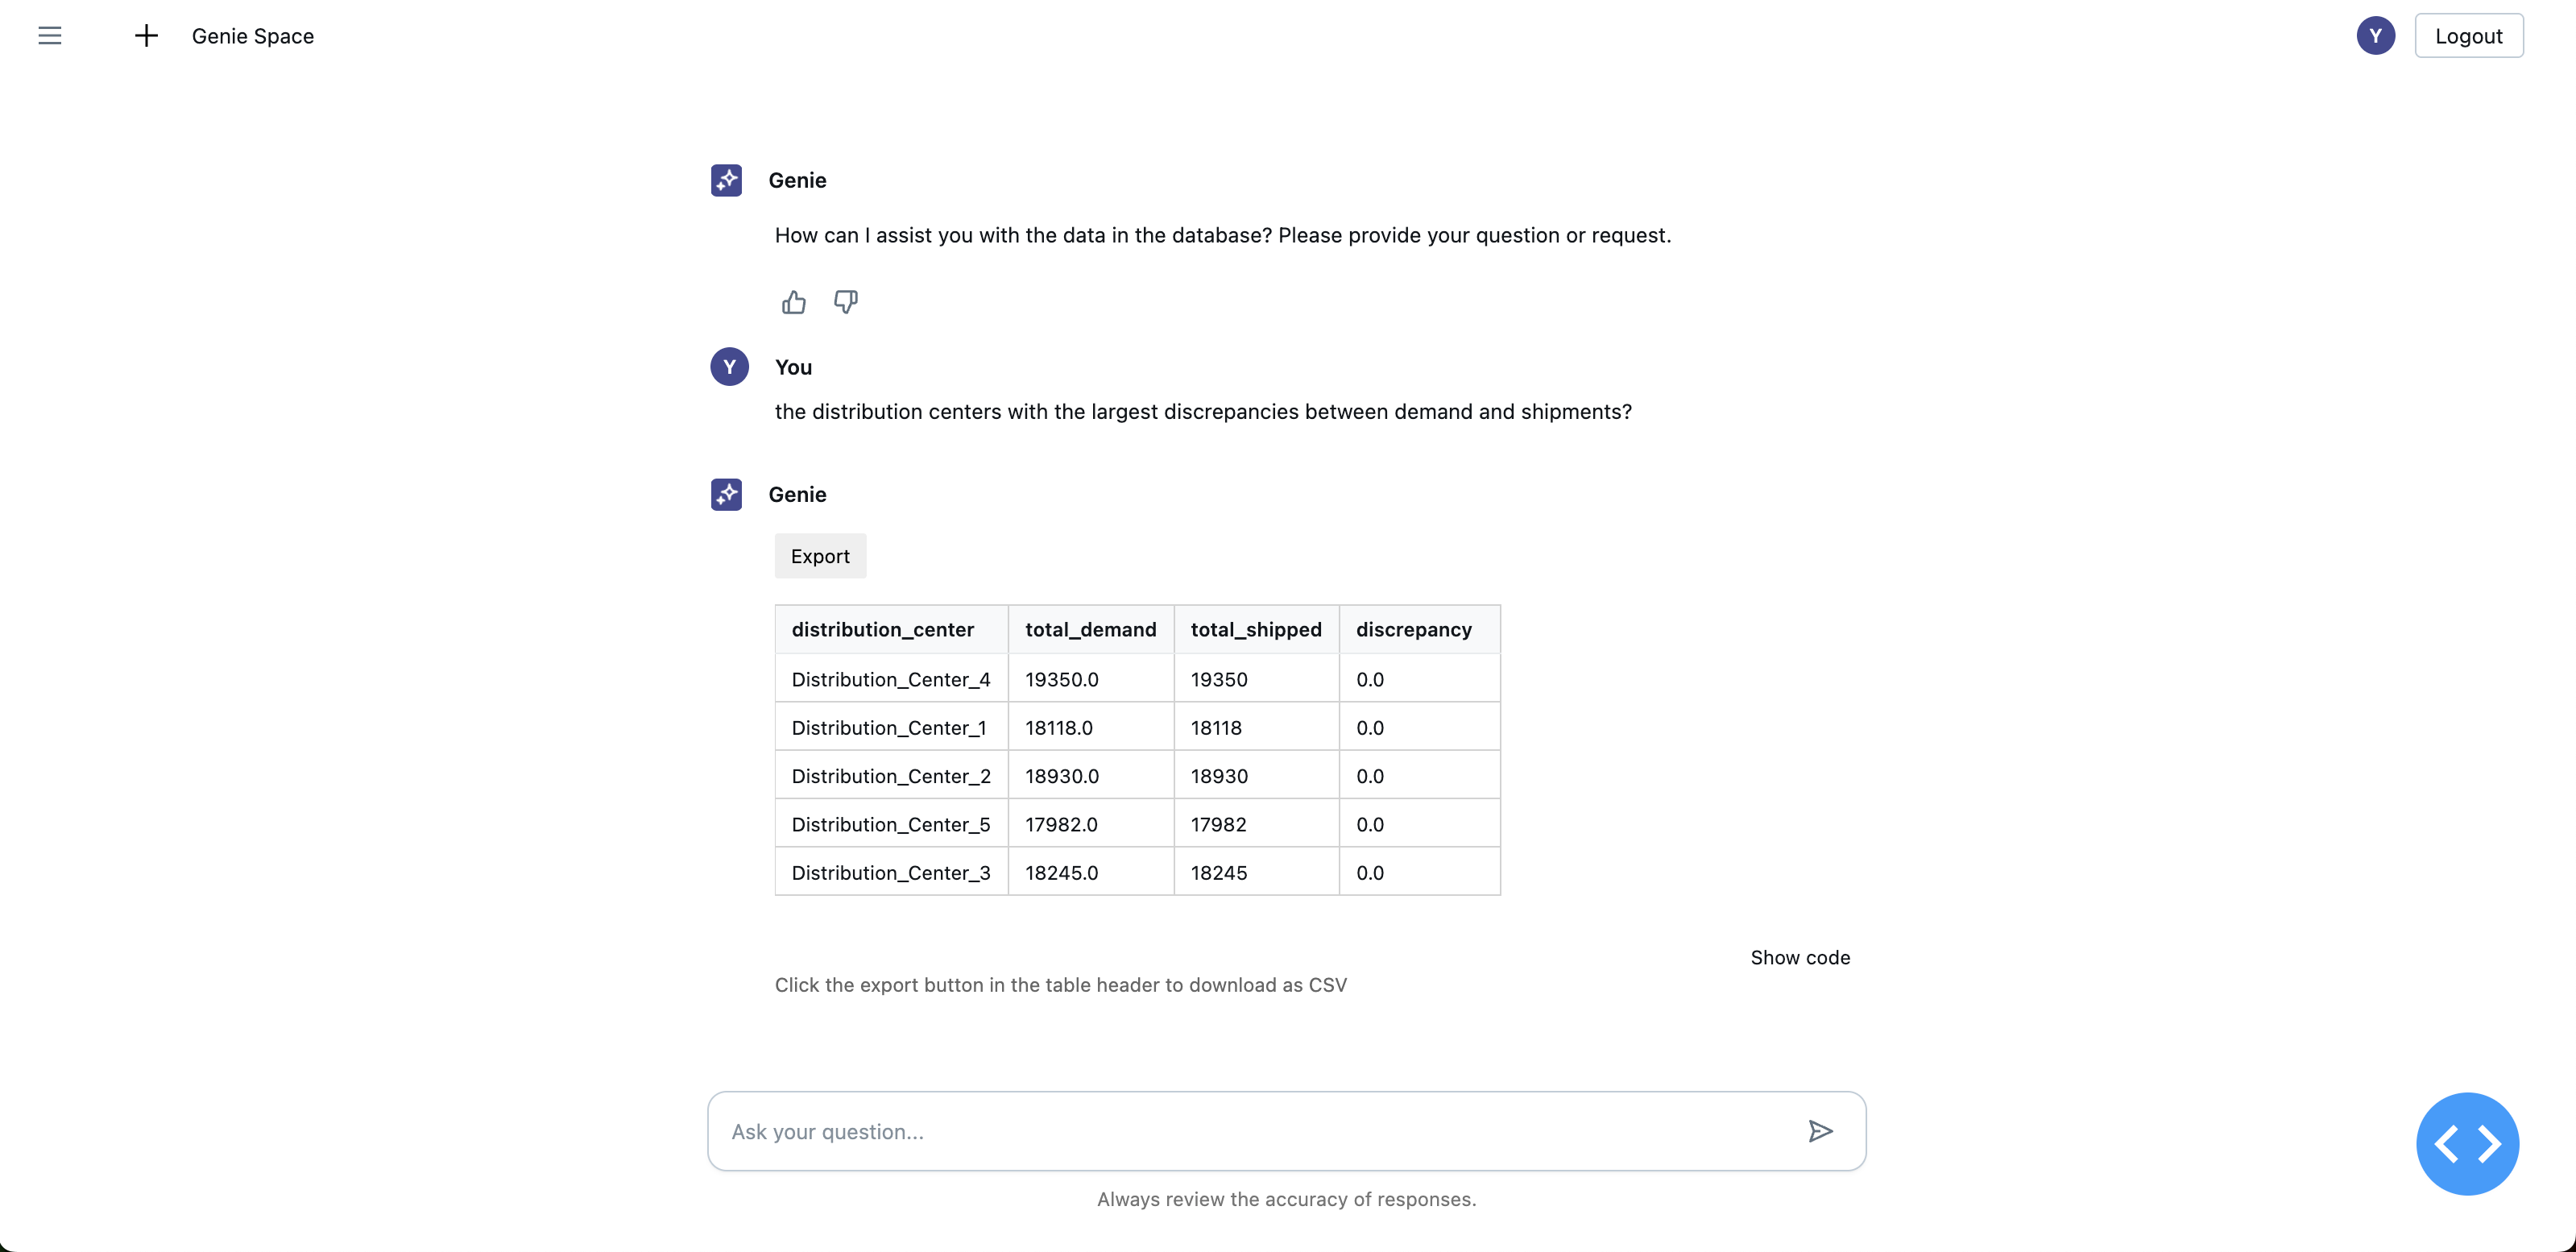 Genie Space
Y
Logout
Genie
How can I assist you with the data in the database? Please provide your question or request.
Y
You
the distribution centers with the largest discrepancies between demand and shipments?
Genie
Export
distribution_center total_demand total_shipped discrepancy
Distribution_Center_4 19350.0 19350 0.0
Distribution_Center_1 18118.0 18118 0.0
Distribution_Center_2 18930.0 18930 0.0
Distribution_Center_5 17982.0 17982 0.0
Distribution_Center_3 18245.0 18245 0.0
Show code
Click the export button in the table header to download as CSV
Ask your question...
Always review the accuracy of responses.